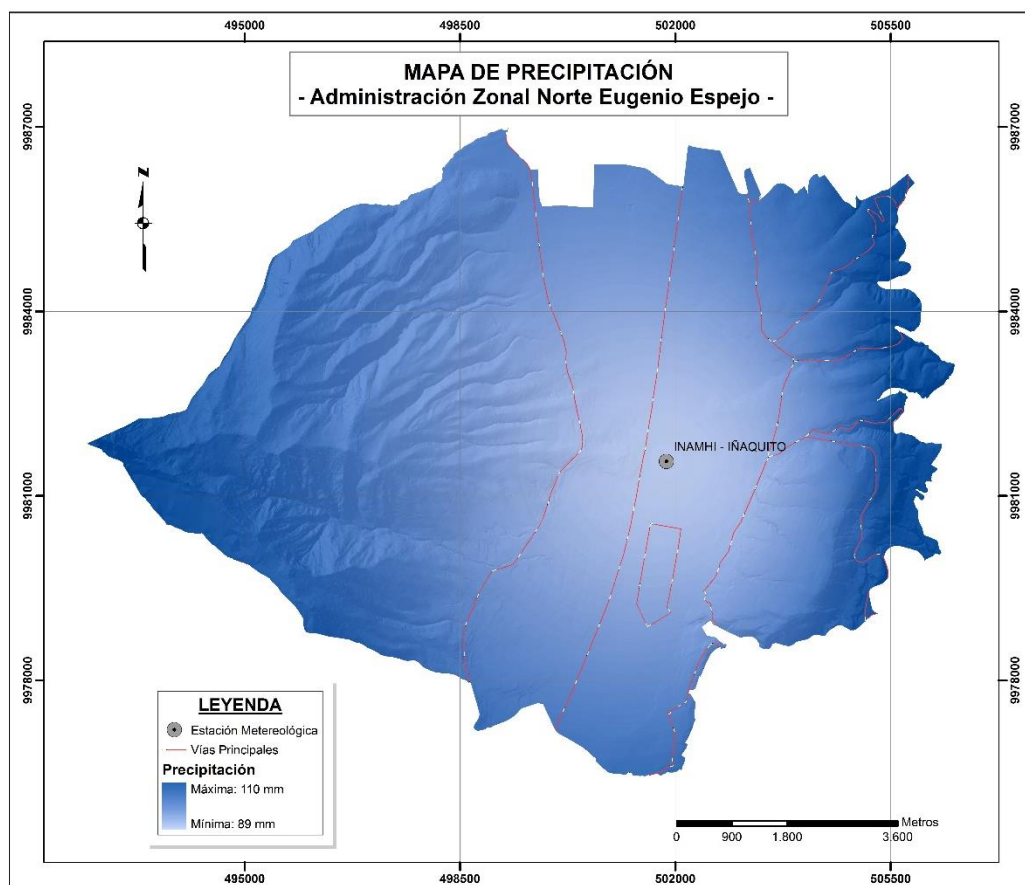 495000 498500 502000 505500
MAPA DE PRECIPITACIÓN
- Administración Zonal Norte Eugenio Espejo -
9987000 9987000
N
9984000 9984000
INAMHI - IÑAQUITO
9981000 9981000
9978000 9978000
LEYENDA
Estación Metereológica
Vías Principales
Precipitación
Máxima: 110 mm
Mínima: 89 mm
Metros
0 900 1.800 3.600
495000 498500 502000 505500